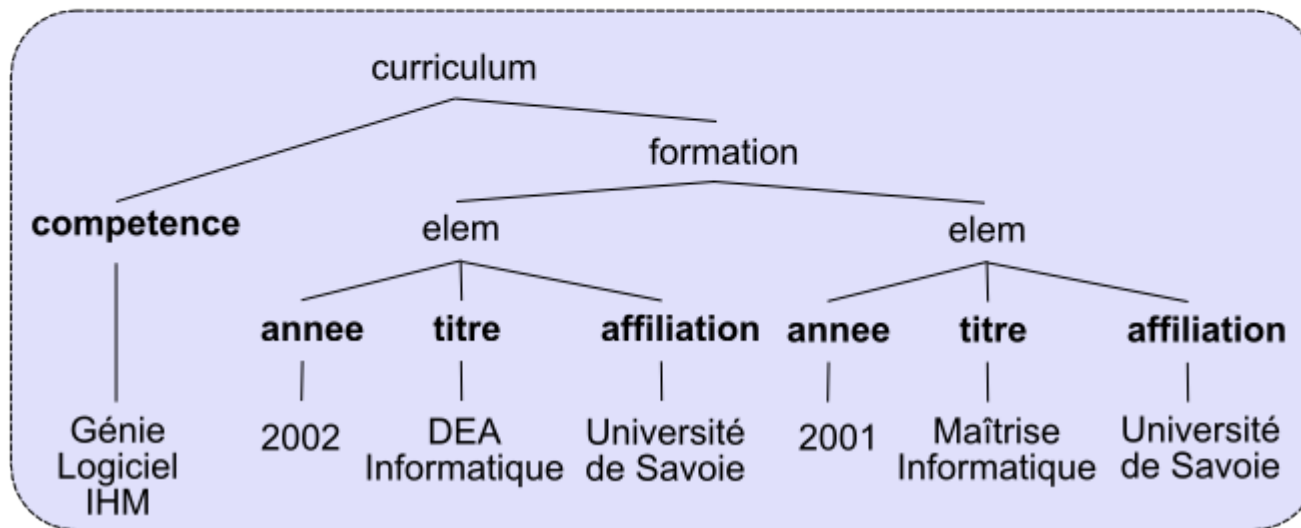 curriculum
formation
competence
elem
elem
annee
titre
affiliation
annee
titre
affiliation
Génie
Logiciel
IHM
2002
DEA
Informatique
Université
de Savoie
2001
Maîtrise
Informatique
Université
de Savoie